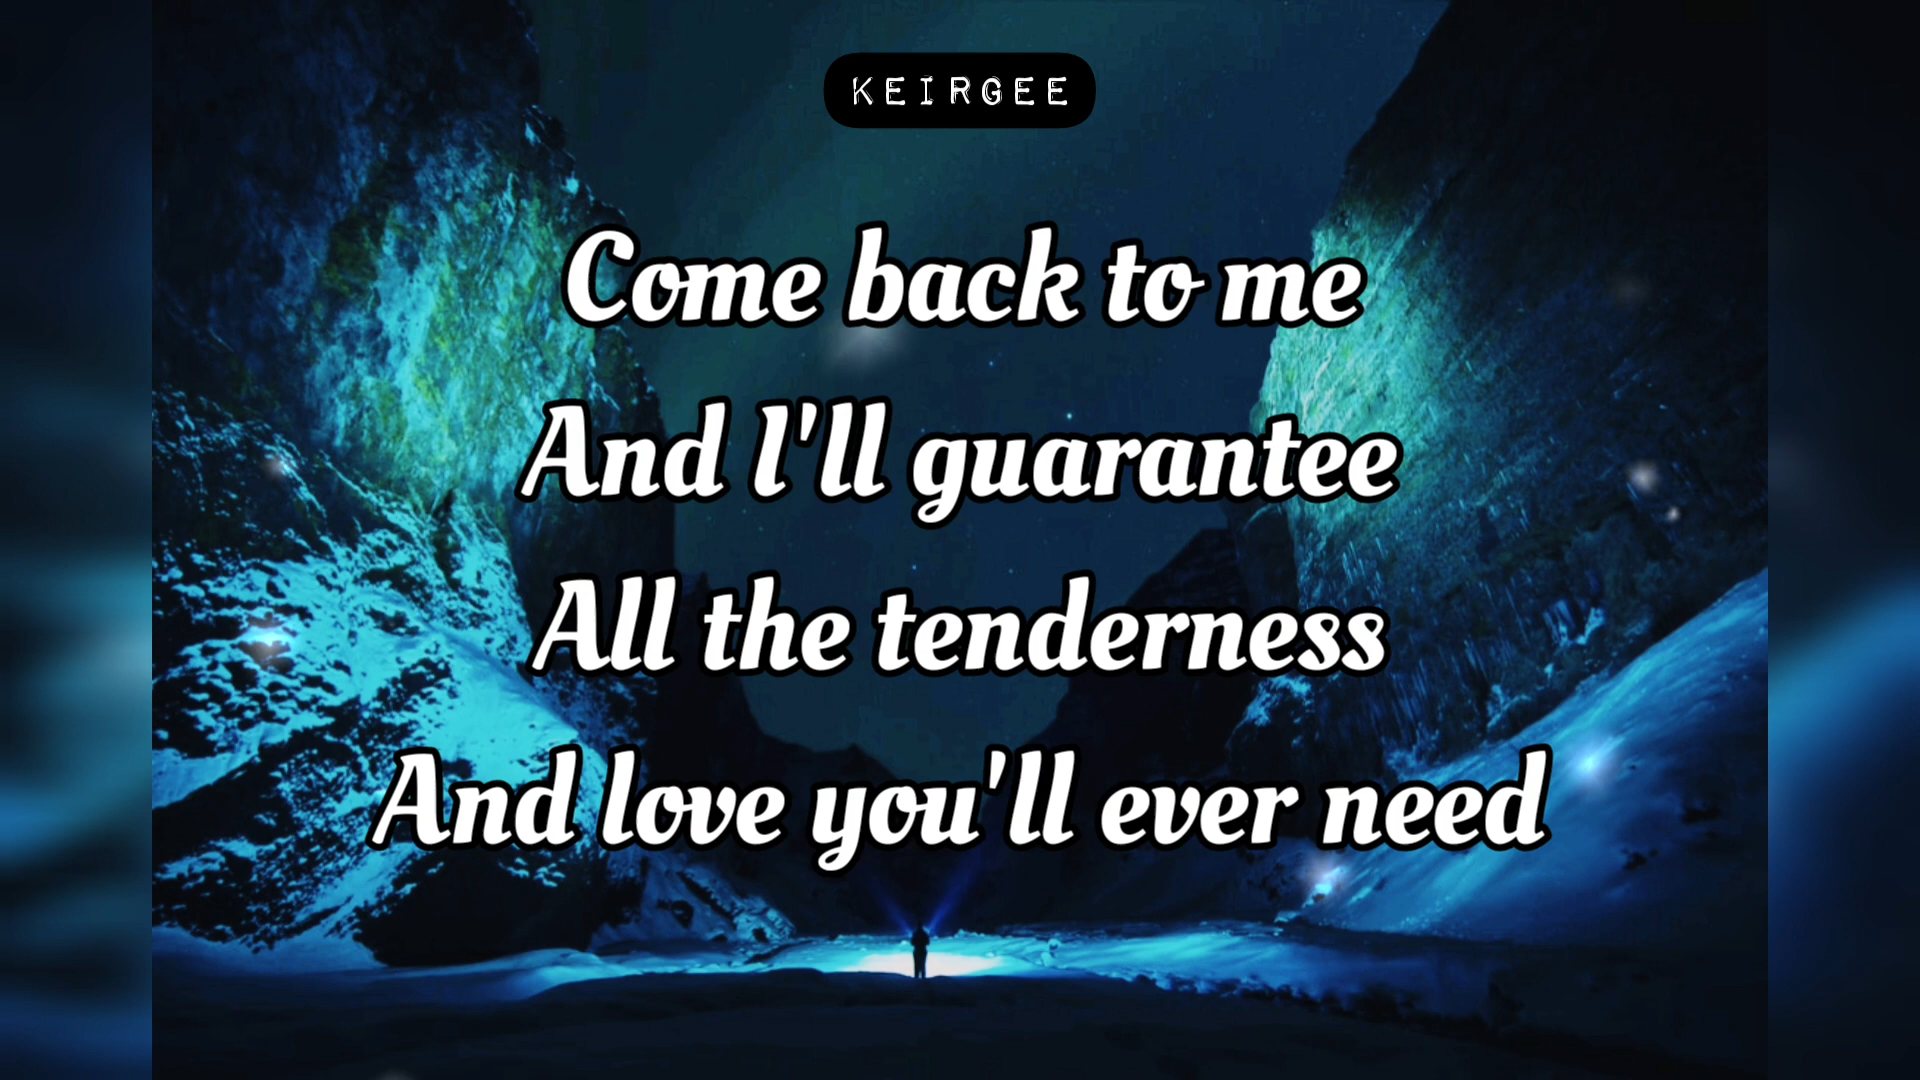 KEIRGEE
Come back to me
And I'll guarantee
All the tenderness
And love you'll ever need